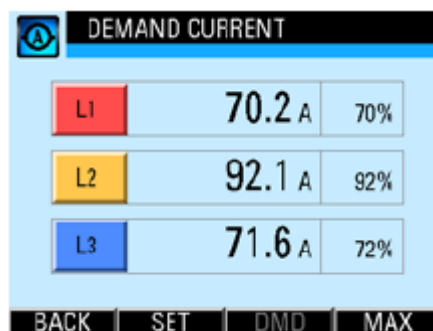 A DEMAND CURRENT
L1 70.2 A 70%
L2 92.1 A 92%
L3 71.6 A 72%
BACK SET DMD MAX